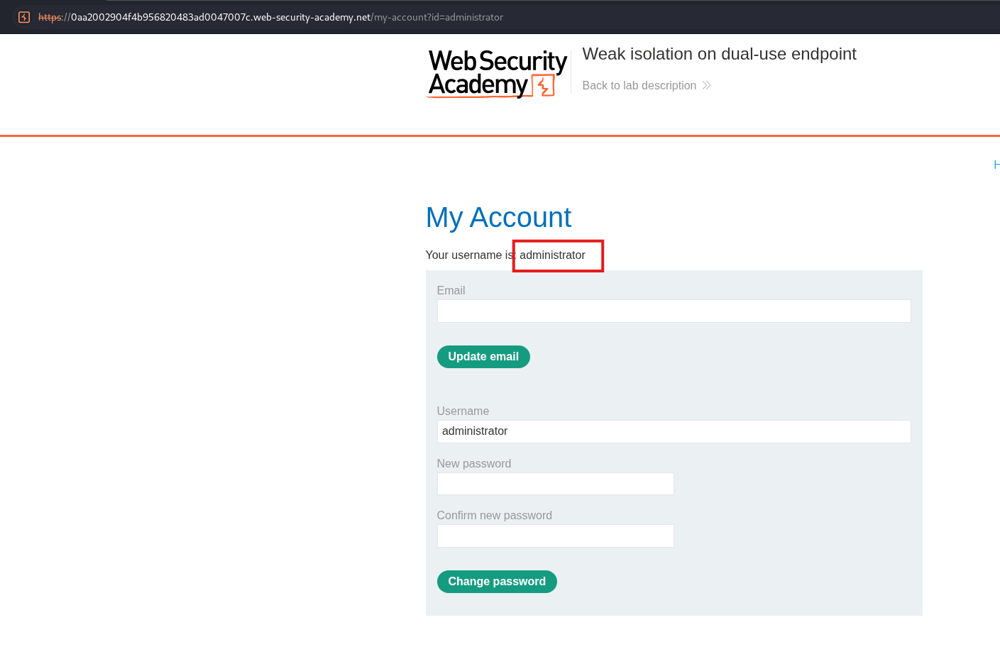 https://0aa2002904f4b956820483ad0047007c.web-security-academy.net/my-account?id=administrator
Web Security
Academy
Weak isolation on dual-use endpoint
Back to lab description
H
My Account
Your username is: administrator
Email
Update email
Username
administrator
New password
Confirm new password
Change password